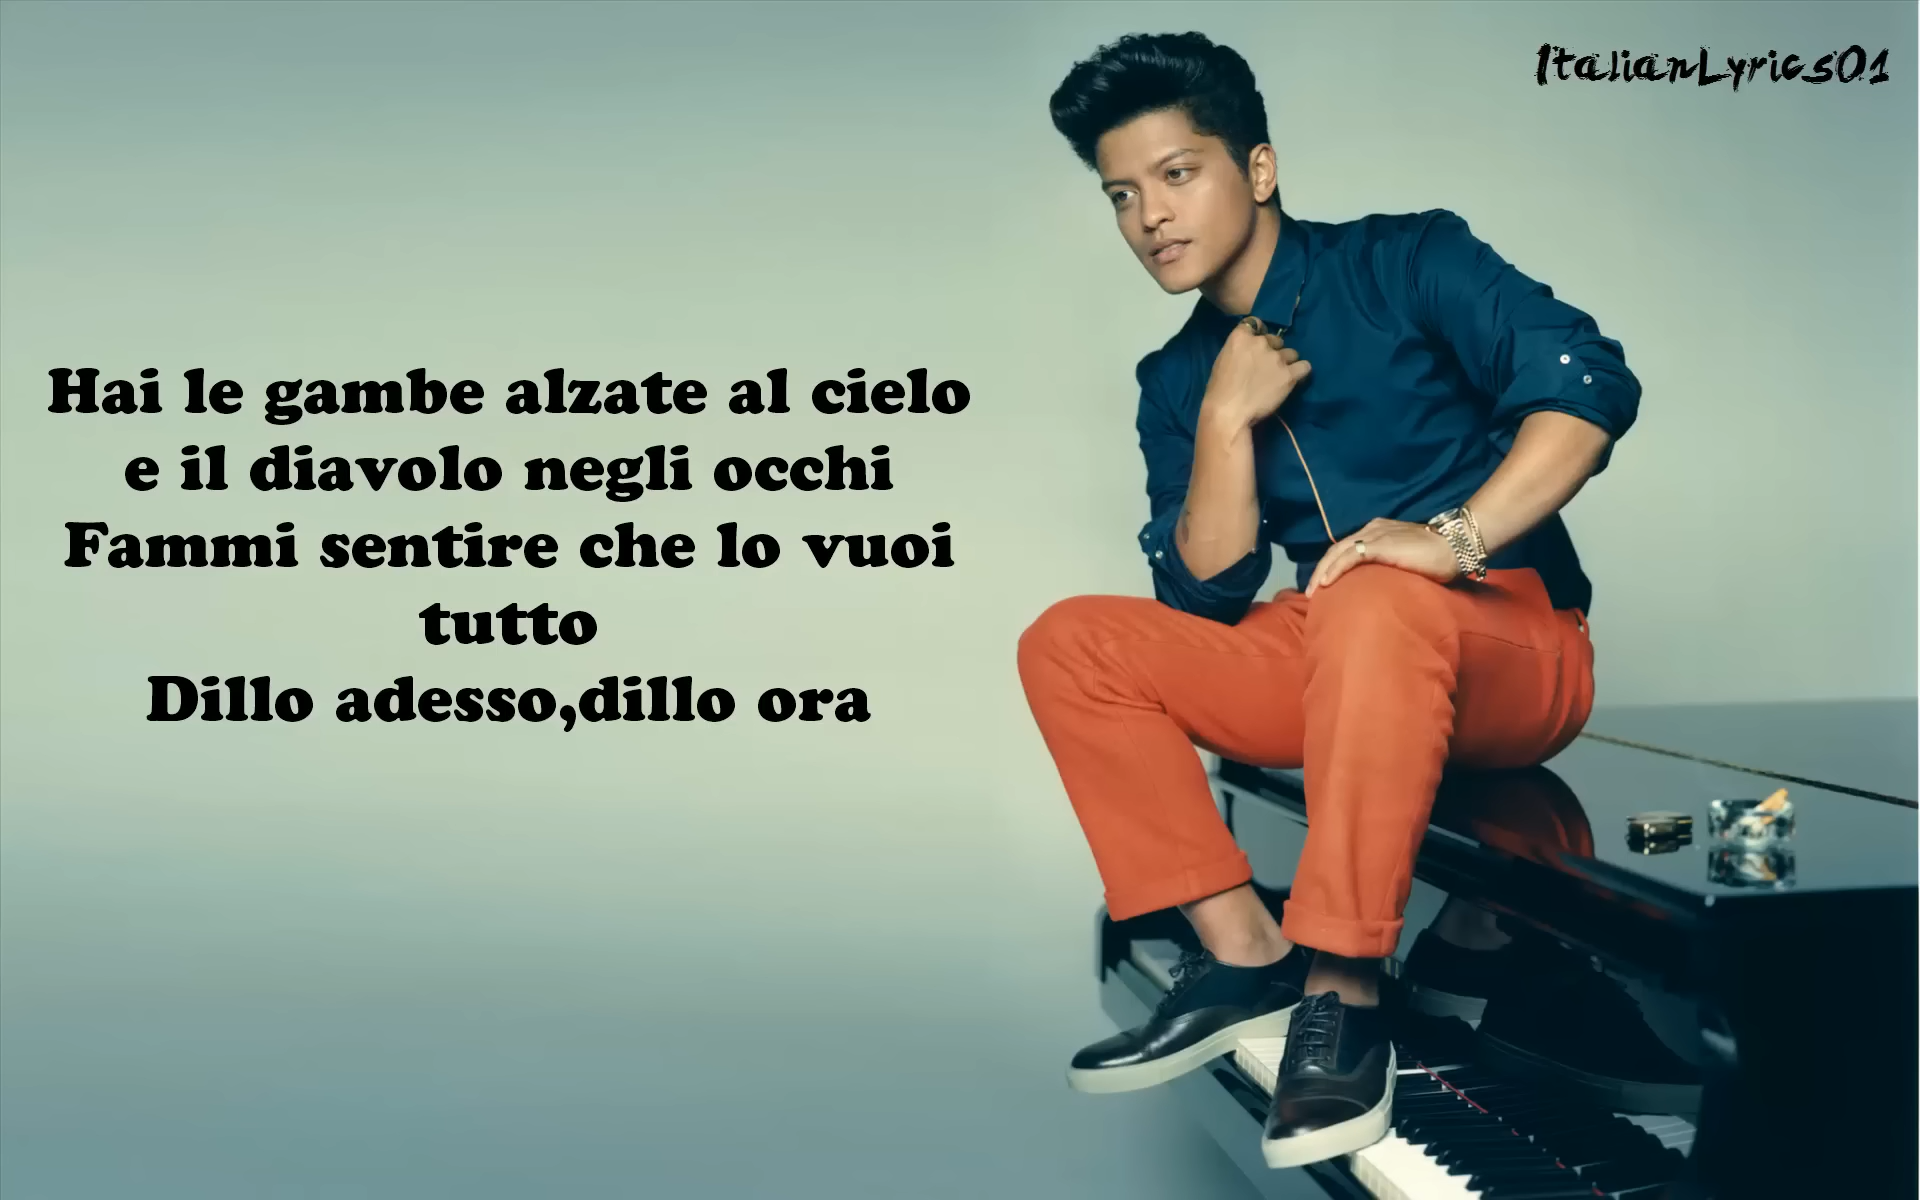 ItalianLyrics01
Hai le gambe alzate al cielo
e il diavolo negli occhi
Fammi sentire che lo vuoi
tutto
Dillo adesso,dillo ora